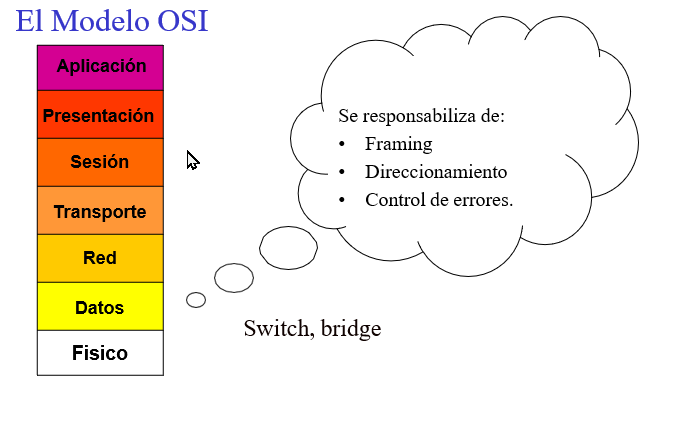 El Modelo OSI
Aplicación
Presentación
Sesión
Transporte
Red
Datos
Fisico
Se responsabiliza de:
• Framing
• Direccionamiento
• Control de errores.
Switch, bridge